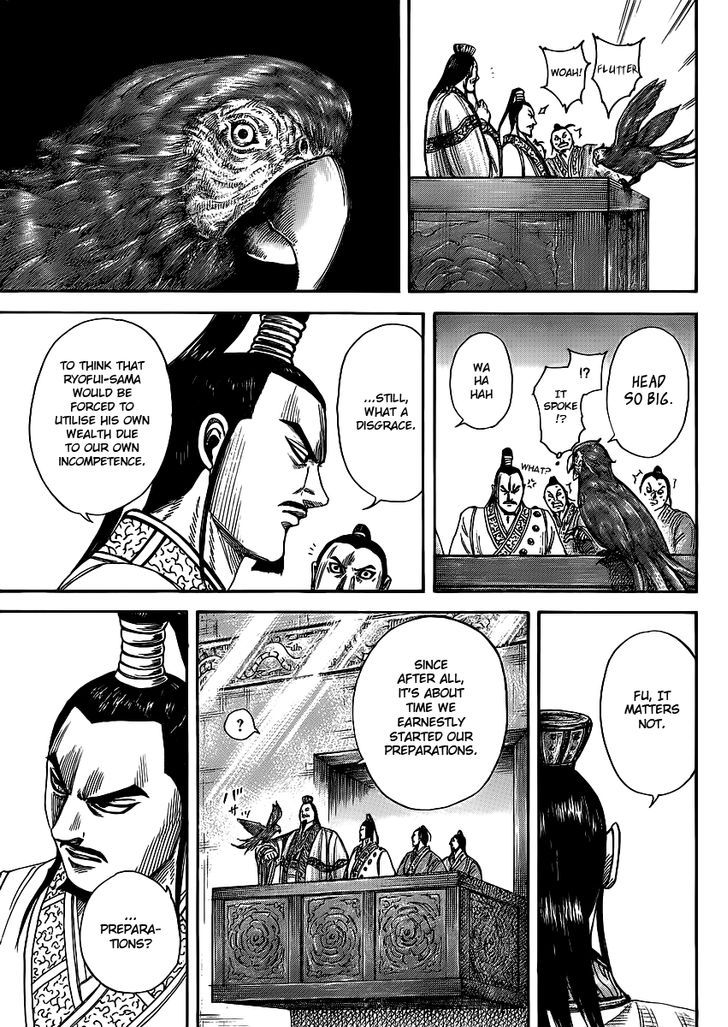 FLUTTER
WOAH!
HEAD
SO BIG.
!?
IT
SPOKE
!?
WA
HA
HAH
WHAT?
...STILL,
WHAT A
DISGRACE.
TO THINK THAT
RYOFUI-SAMA
WOULD BE
FORCED TO
UTILISE HIS OWN
WEALTH DUE
TO OUR OWN
INCOMPETENCE.
FU, IT
MATTERS
NOT.
SINCE
AFTER ALL,
IT'S ABOUT
TIME WE
EARNESTLY
STARTED OUR
PREPARATIONS.
?
...
PREPARA-
TIONS?